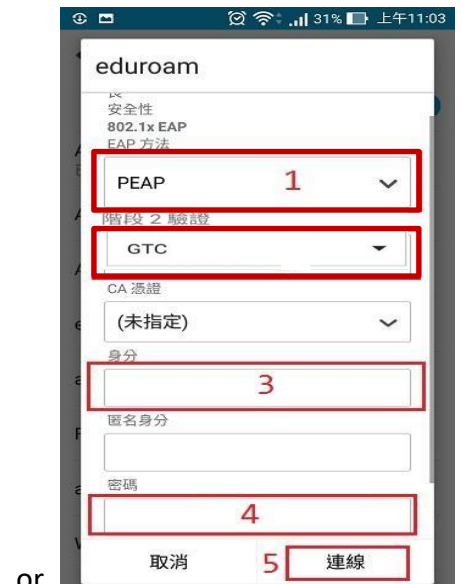 31% 上午11:03
eduroam
安全性
802.1x EAP
EAP 方法
PEAP 1
階段 2 驗證
GTC
CA 憑證
(未指定)
身分
3
匿名身分
密碼
4
取消 5 連線
or